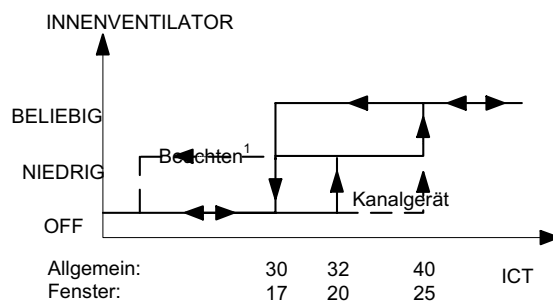 INNENVENTILATOR
BELIEBIG
Beachten1
NIEDRIG
Kanalgerät
OFF
Allgemein: 30 32 40 ICT
Fenster: 17 20 25